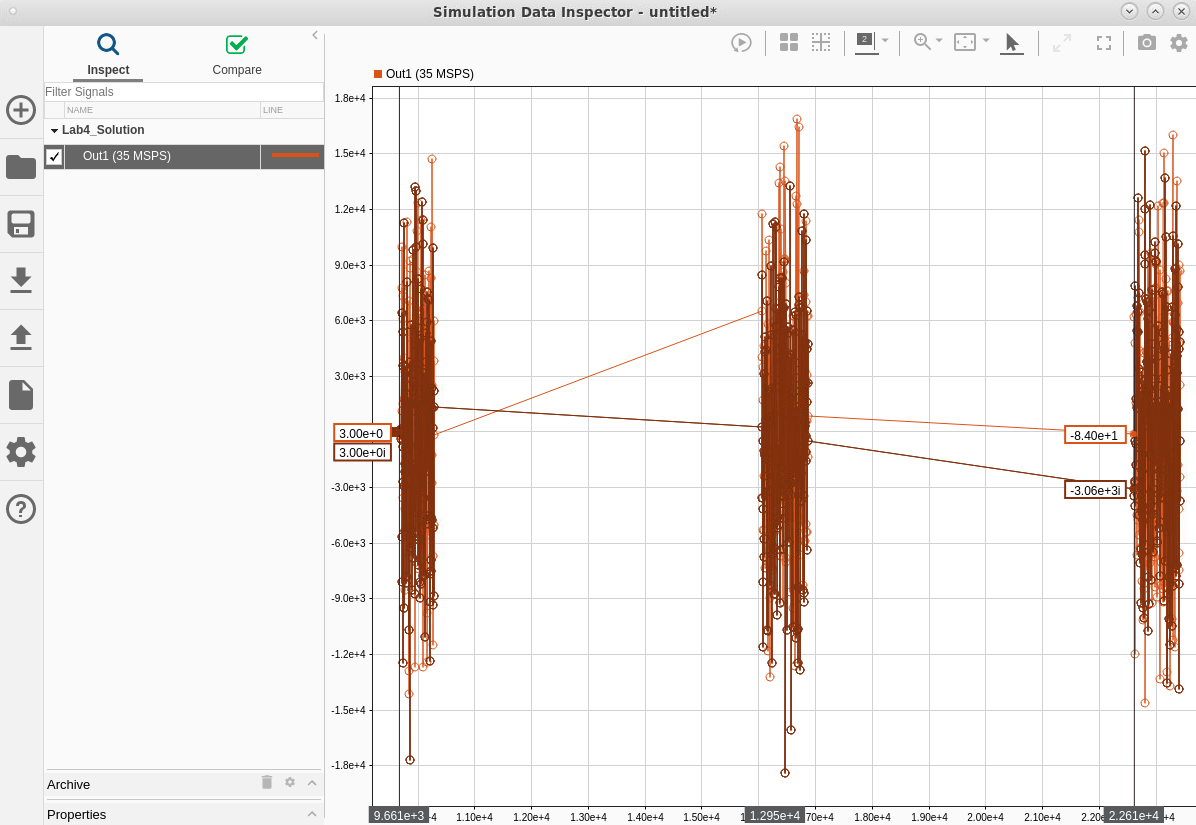 Simulation Data Inspector - untitled*
Inspect
Compare
Filter Signals
NAME LINE
Lab4_Solution
Out1 (35 MSPS)
Archive
Properties
2
Out1 (35 MSPS)
1.8e+4
1.5e+4
1.2e+4
9.0e+3
6.0e+3
3.0e+3
3.00e+0
3.00e+0i
-3.0e+3
-6.0e+3
-9.0e+3
-1.2e+4
-1.5e+4
-1.8e+4
-8.40e+1
-3.06e+3i
9.661e+3 -4 1.10e+4 1.20e+4 1.30e+4 1.40e+4 1.50e+4 1.295e+4 70e+4 1.80e+4 1.90e+4 2.00e+4 2.10e+4 2.20 2.261e+4 +4